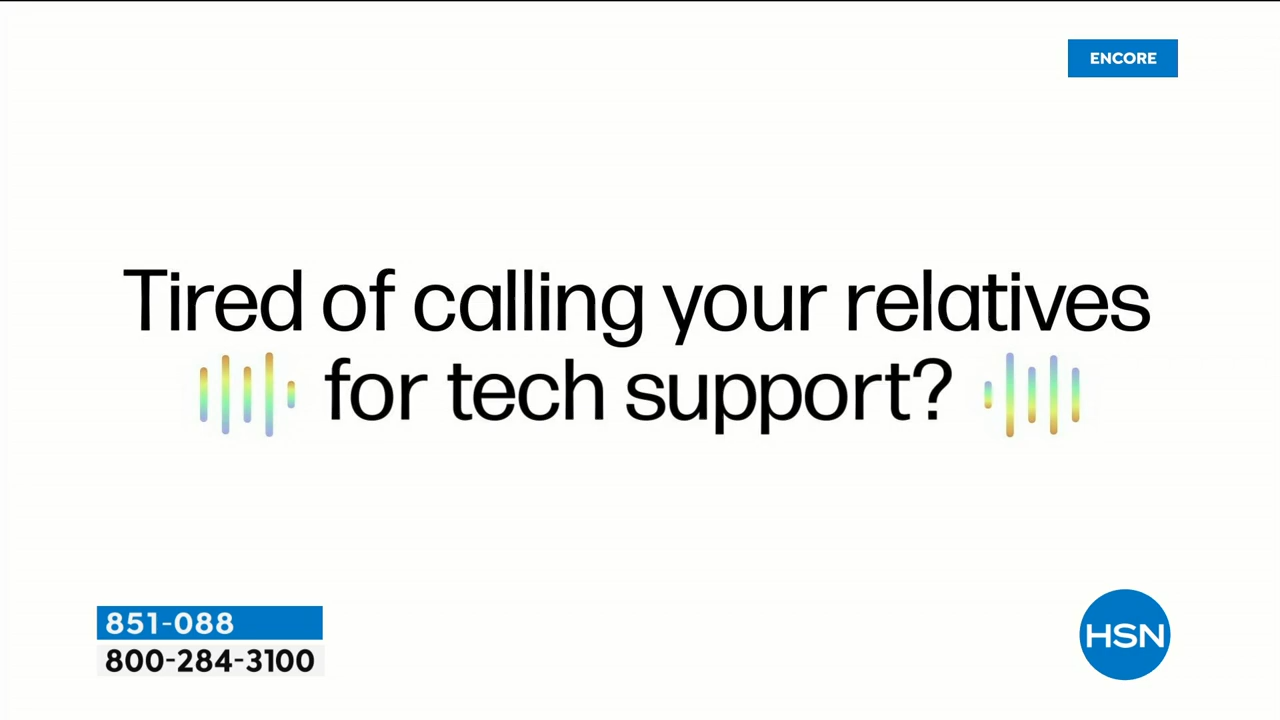 ENCORE
Tired of calling your relatives
for tech support?
851-088
800-284-3100
HSN